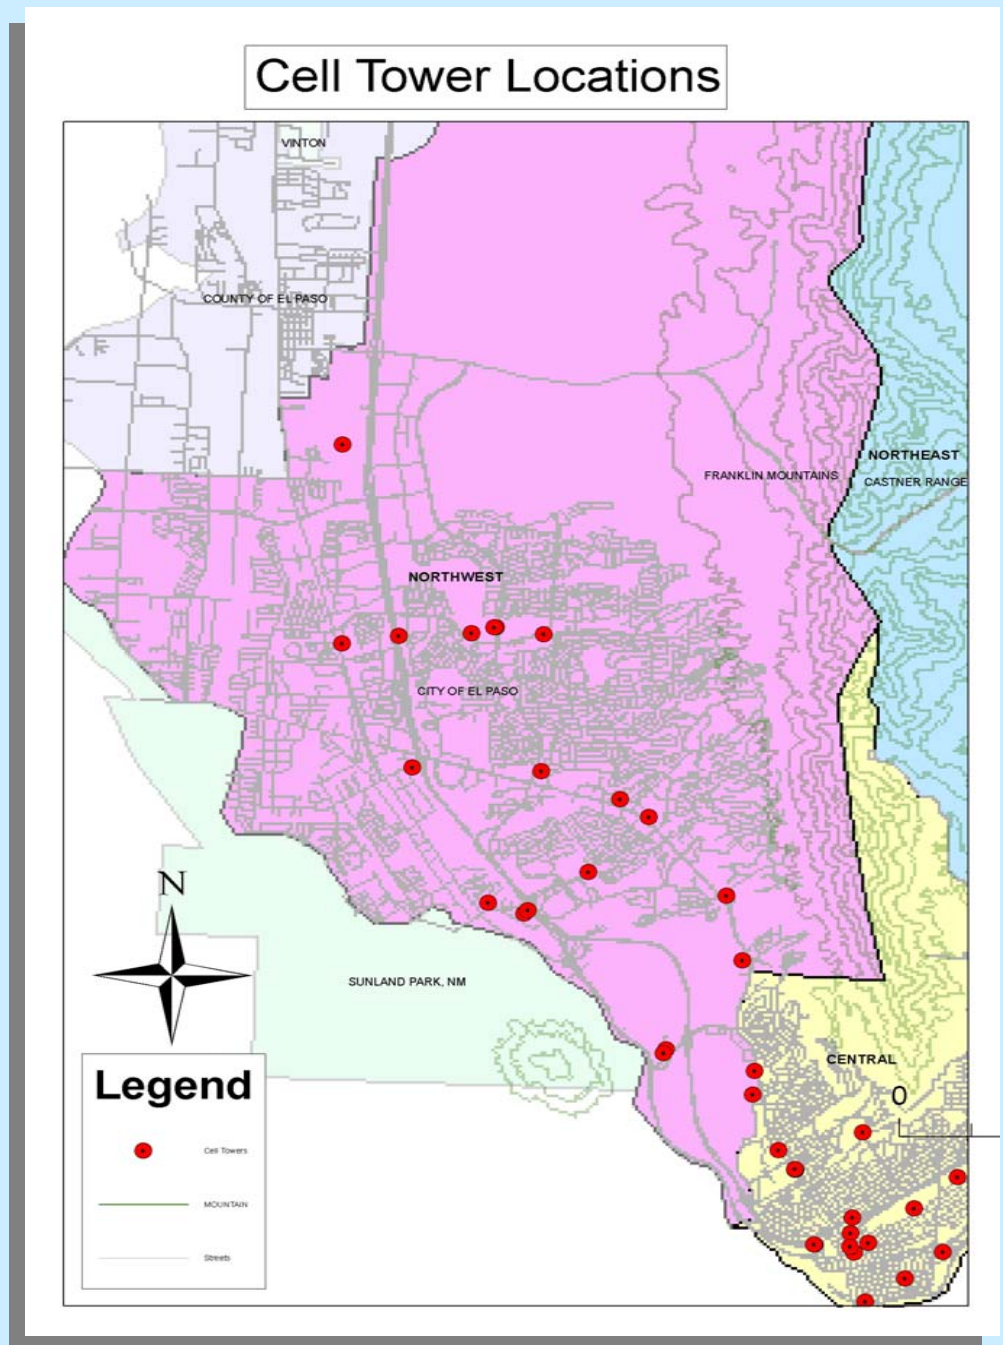 Cell Tower Locations
VINTON
COUNTY OF EL PASO
NORTHEAST
FRANKLIN MOUNTAINS
CASTNER RANGE
NORTHWEST
CITY OF EL PASO
N
SUNLAND PARK, NM
CENTRAL
0
Legend
Cell Towers
MOUNTAIN
Streets